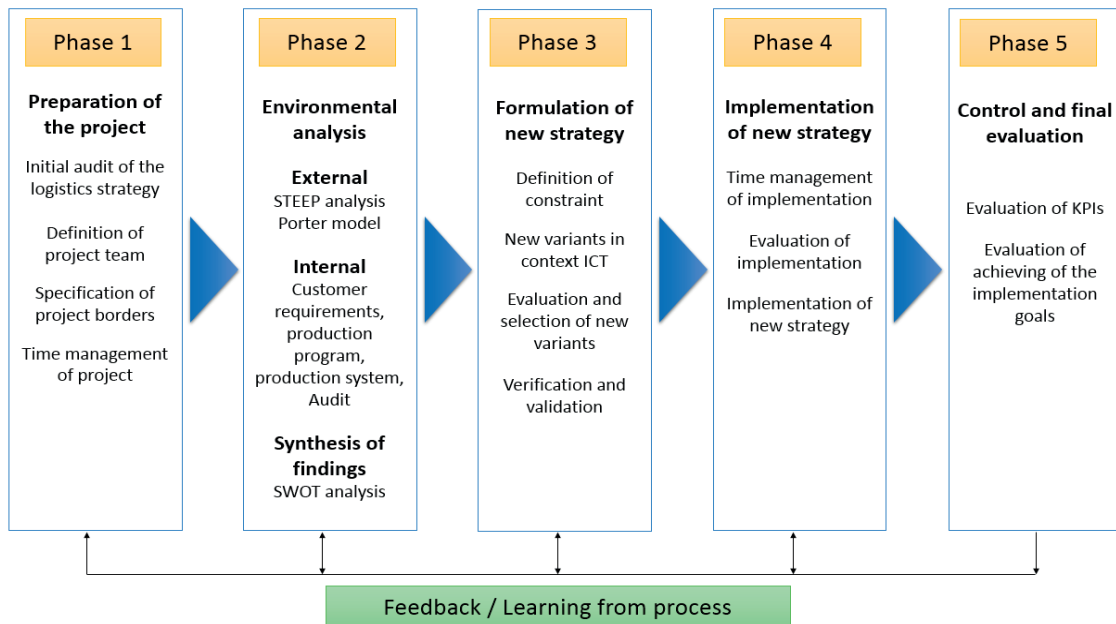 Phase 1
Preparation of
the project
Initial audit of the
logistics strategy
Definition of
project team
Specification of
project borders
Time management
of project
Phase 2
Environmental
analysis
External
STEEP analysis
Porter model
Internal
Customer
requirements,
production
program,
production system,
Audit
Synthesis of
findings
SWOT analysis
Phase 3
Formulation of
new strategy
Definition of
constraint
New variants in
context ICT
Evaluation and
selection of new
variants
Verification and
validation
Phase 4
Implementation
of new strategy
Time management
of implementation
Evaluation of
implementation
Implementation of
new strategy
Phase 5
Control and final
evaluation
Evaluation of KPIs
Evaluation of
achieving of the
implementation
goals
Feedback / Learning from process